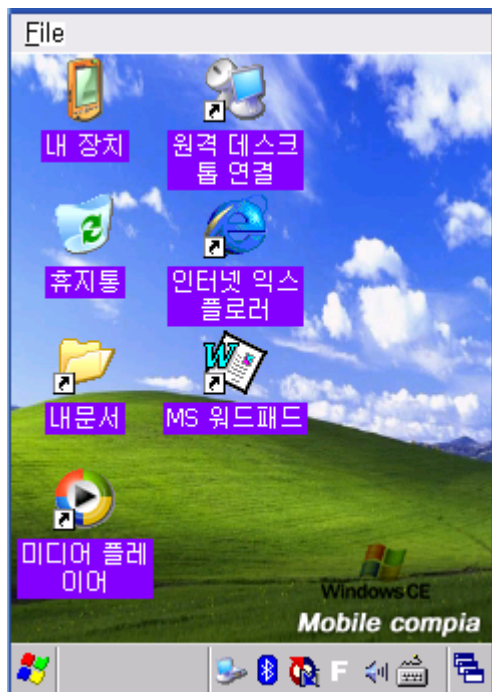 File
내 장치
원격 데스크
톱 연결
휴지통
인터넷 익스
플로러
내문서
MS 워드패드
미디어 플레
이어
Windows CE
Mobile compia
F